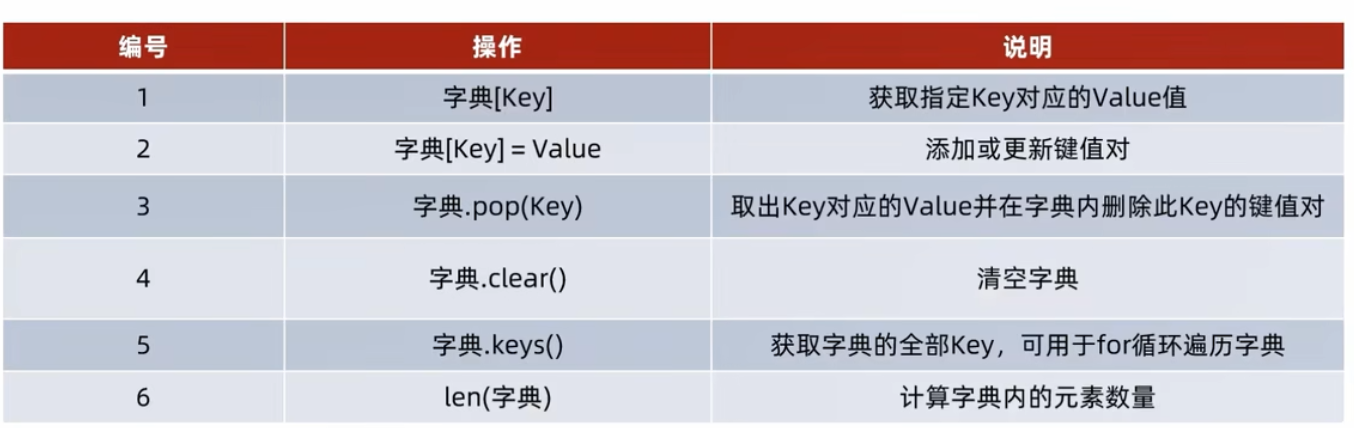 编号 操作 说明
1 字典[Key] 获取指定Key对应的Value值
2 字典[Key] = Value 添加或更新键值对
3 字典.pop(Key) 取出Key对应的Value并在字典内删除此Key的键值对
4 字典.clear() 清空字典
5 字典.keys() 获取字典的全部Key，可用于for循环遍历字典
6 len(字典) 计算字典内的元素数量